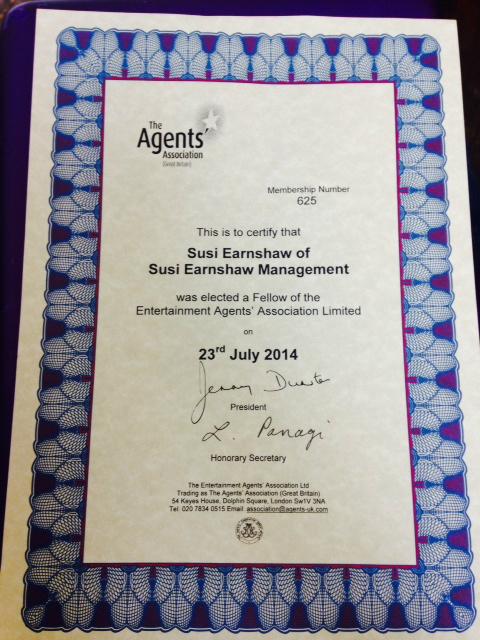 The
Agents'
Association
(Great Britain)
Membership Number
625
This is to certify that
Susi Earnshaw of
Susi Earnshaw Management
was elected a Fellow of the
Entertainment Agents' Association Limited
on
23rd July 2014
Jenny Duarte
President
L. Panagi
Honorary Secretary
The Entertainment Agents' Association Ltd
Trading as The Agents' Association (Great Britain)
54 Keyes House, Dolphin Square, London Sw1V 3NA
Tel: 020 7834 0515 Email: association@agents-uk.com